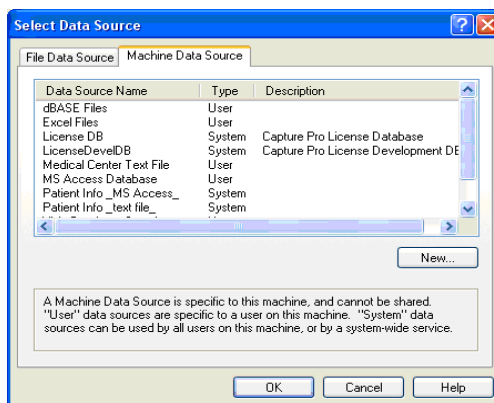 Select Data Source
File Data Source Machine Data Source
Data Source Name Type Description
dBASE Files User
Excel Files User
License DB System Capture Pro License Database
LicenseDevelDB System Capture Pro License Development DB
Medical Center Text File User
MS Access Database User
Patient Info _MS Access_ System
Patient Info _text file_ System
New...
A Machine Data Source is specific to this machine, and cannot be shared.
"User" data sources are specific to a user on this machine. "System" data
sources can be used by all users on this machine, or by a system-wide service.
OK Cancel Help